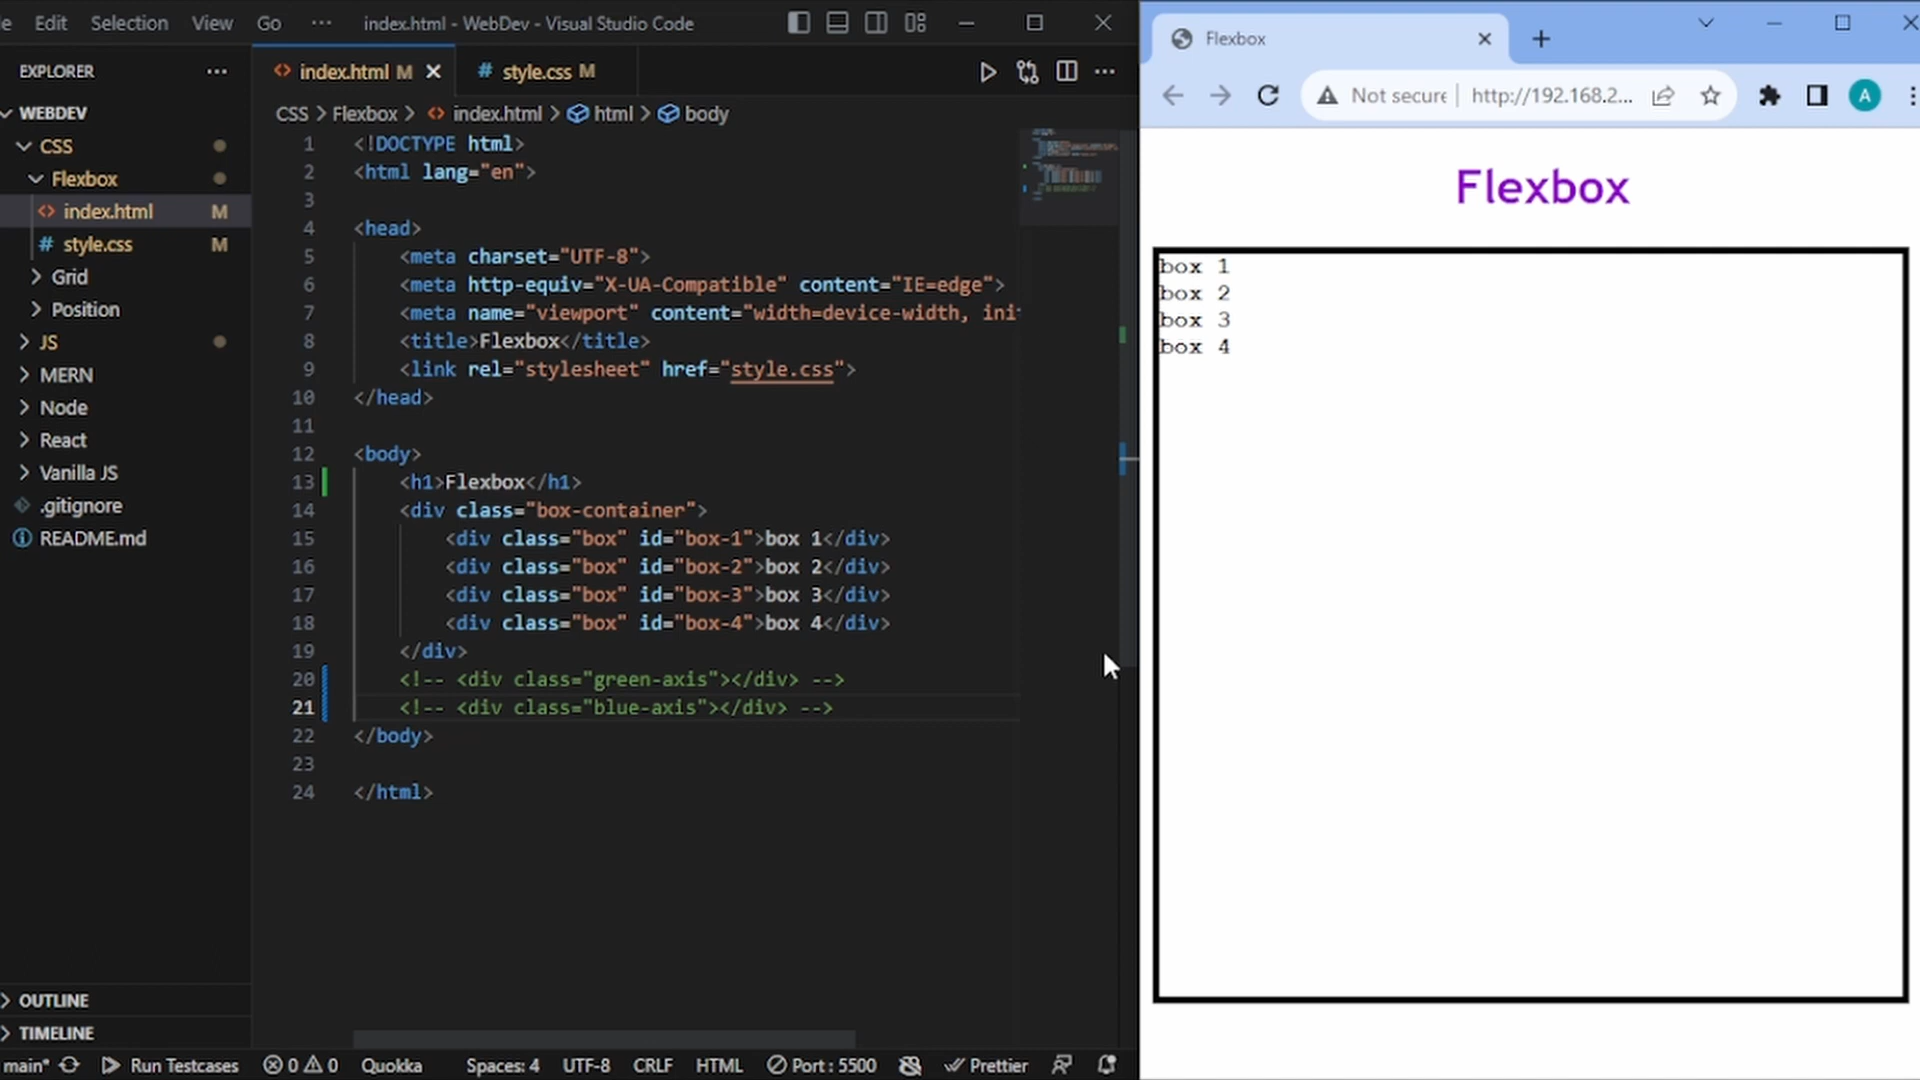 Edit Selection View Go ··· index.html - WebDev - Visual Studio Code
EXPLORER ···
WEBDEV
CSS
Flexbox
index.html M
style.css M
Grid
Position
JS
MERN
Node
React
Vanilla JS
.gitignore
README.md
OUTLINE
TIMELINE
index.html M
style.css M
CSS > Flexbox > index.html > html > body
1 <!DOCTYPE html>
2 <html lang="en">
3
4 <head>
5 <meta charset="UTF-8">
6 <meta http-equiv="X-UA-Compatible" content="IE=edge">
7 <meta name="viewport" content="width=device-width, ini
8 <title>Flexbox</title>
9 <link rel="stylesheet" href="style.css">
10 </head>
11
12 <body>
13 <h1>Flexbox</h1>
14 <div class="box-container">
15 <div class="box" id="box-1">box 1</div>
16 <div class="box" id="box-2">box 2</div>
17 <div class="box" id="box-3">box 3</div>
18 <div class="box" id="box-4">box 4</div>
19 </div>
20 <!-- <div class="green-axis"></div> -->
21 <!-- <div class="blue-axis"></div> -->
22 </body>
23
24 </html>
main* Run Testcases 0 0 Quokka Spaces: 4 UTF-8 CRLF HTML Port : 5500 Prettier
Flexbox
Not secure http://192.168.2... A
Flexbox
box 1
box 2
box 3
box 4